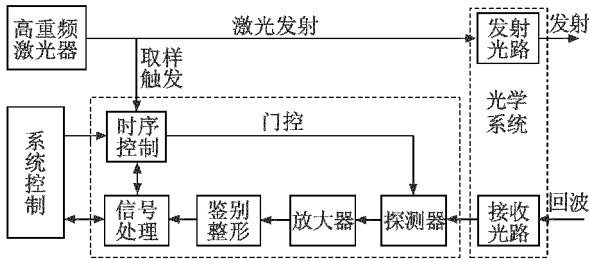 高重频
激光器
激光发射
发射
光路
发射
取样
触发
光学
系统
系统控制
时序
控制
门控
信号
处理
鉴别
整形
放大器
探测器
接收
光路
回波